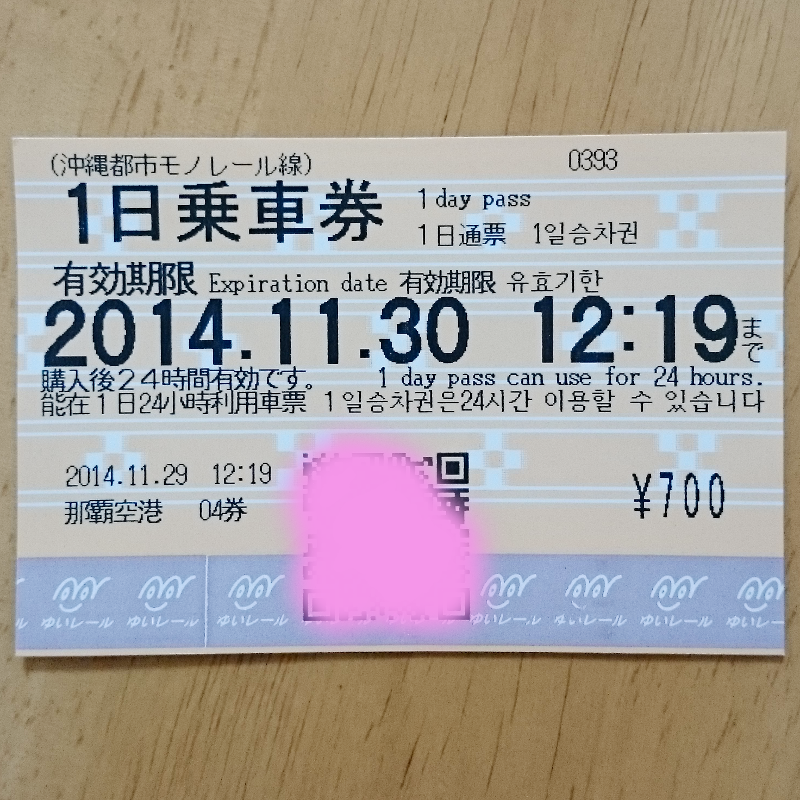 (沖縄都市モノレール線) 0393
1日乗車券 1 day pass
1日通票 1일승차권
有効期限 Expiration date 有効期限 유효기한
2014.11.30 12:19まで
購入後24時間有効です。 1 day pass can use for 24 hours.
能在1日24小時利用車票 1일승차권은24시간 이용할 수 있습니다
2014.11.29 12:19
那覇空港 04券
¥700
ゆいレール ゆいレール ゆいレール ゆいレール ゆいレール ゆいレール